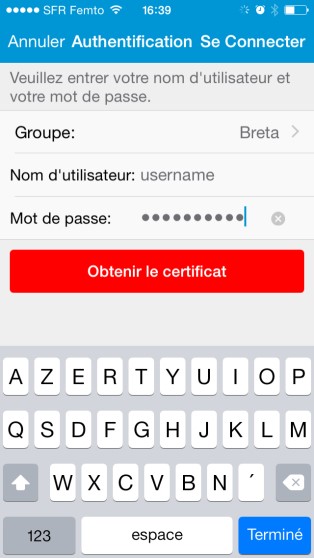 SFR Femto 16:39
Annuler Authentification Se Connecter
Veuillez entrer votre nom d'utilisateur et
votre mot de passe.
Groupe: Breta
Nom d'utilisateur: username
Mot de passe: ••••••••••
Obtenir le certificat
A Z E R T Y U I O P
Q S D F G H J K L M
W X C V B N ´
123 espace Terminé